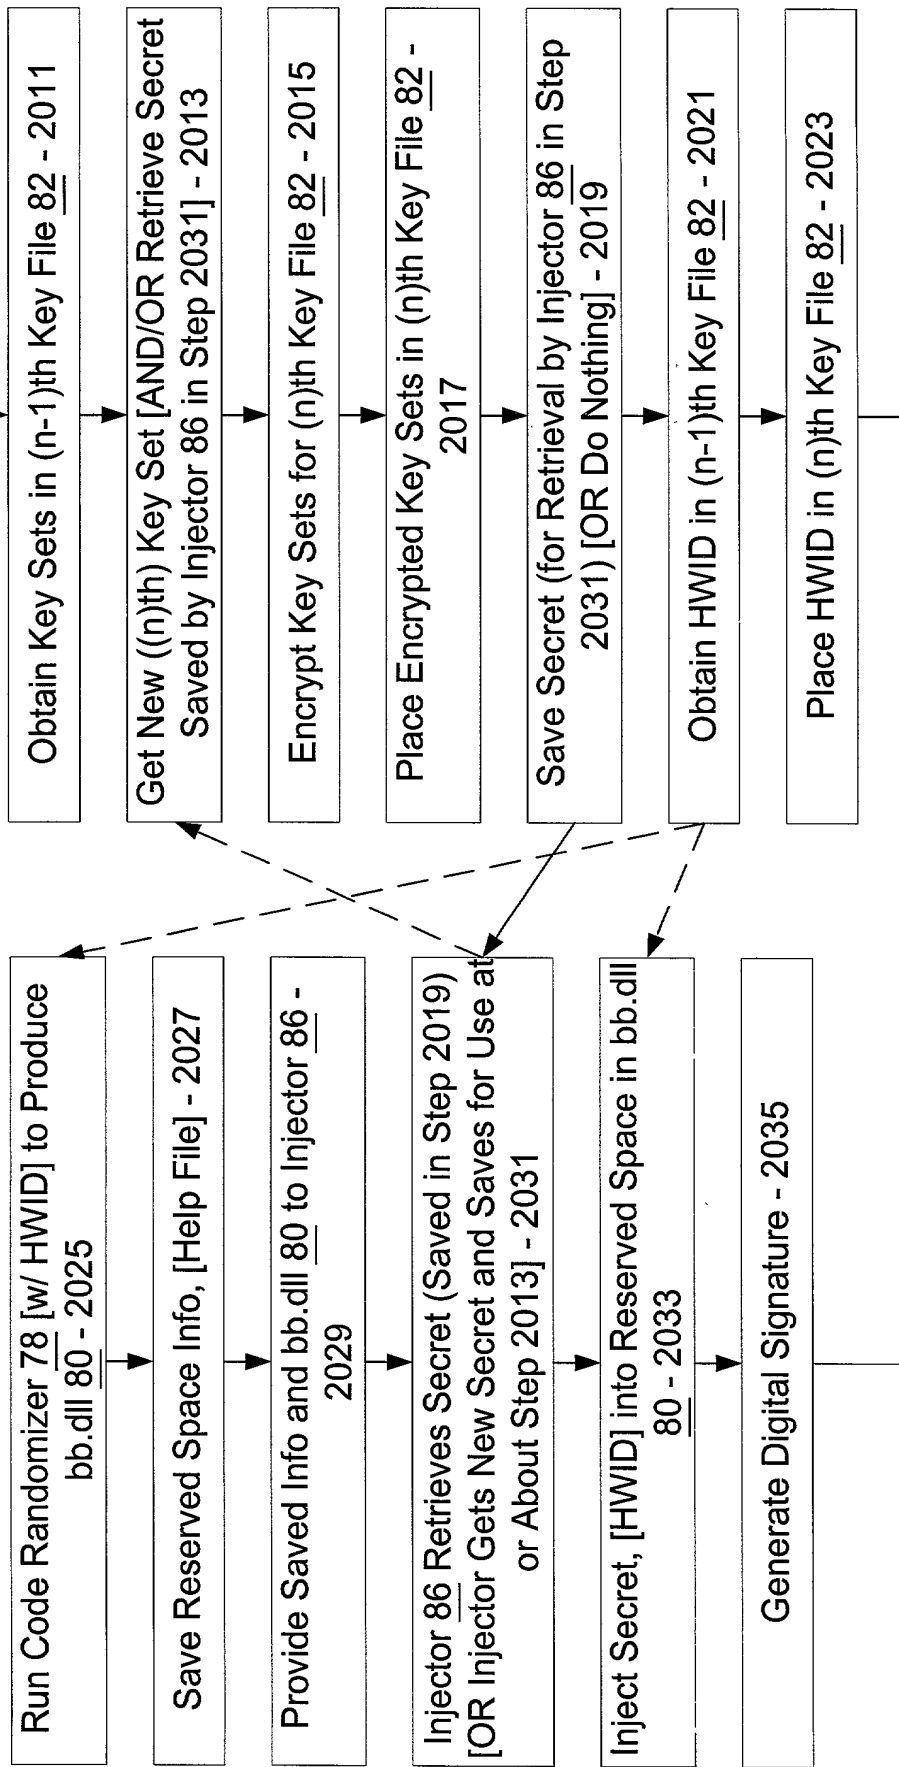 Obtain Key Sets in (n-1)th Key File 82 - 2011
Get New ((n)th) Key Set [AND/OR Retrieve Secret
Saved by Injector 86 in Step 2031] - 2013
Encrypt Key Sets for (n)th Key File 82 - 2015
Place Encrypted Key Sets in (n)th Key File 82 -
2017
Save Secret (for Retrieval by Injector 86 in Step
2031) [OR Do Nothing] - 2019
Obtain HWID in (n-1)th Key File 82 - 2021
Place HWID in (n)th Key File 82 - 2023
Run Code Randomizer 78 [w/ HWID] to Produce
bb.dll 80 - 2025
Save Reserved Space Info, [Help File] - 2027
Provide Saved Info and bb.dll 80 to Injector 86 -
2029
Injector 86 Retrieves Secret (Saved in Step 2019)
[OR Injector Gets New Secret and Saves for Use at
or About Step 2013] - 2031
Inject Secret, [HWID] into Reserved Space in bb.dll
80 - 2033
Generate Digital Signature - 2035